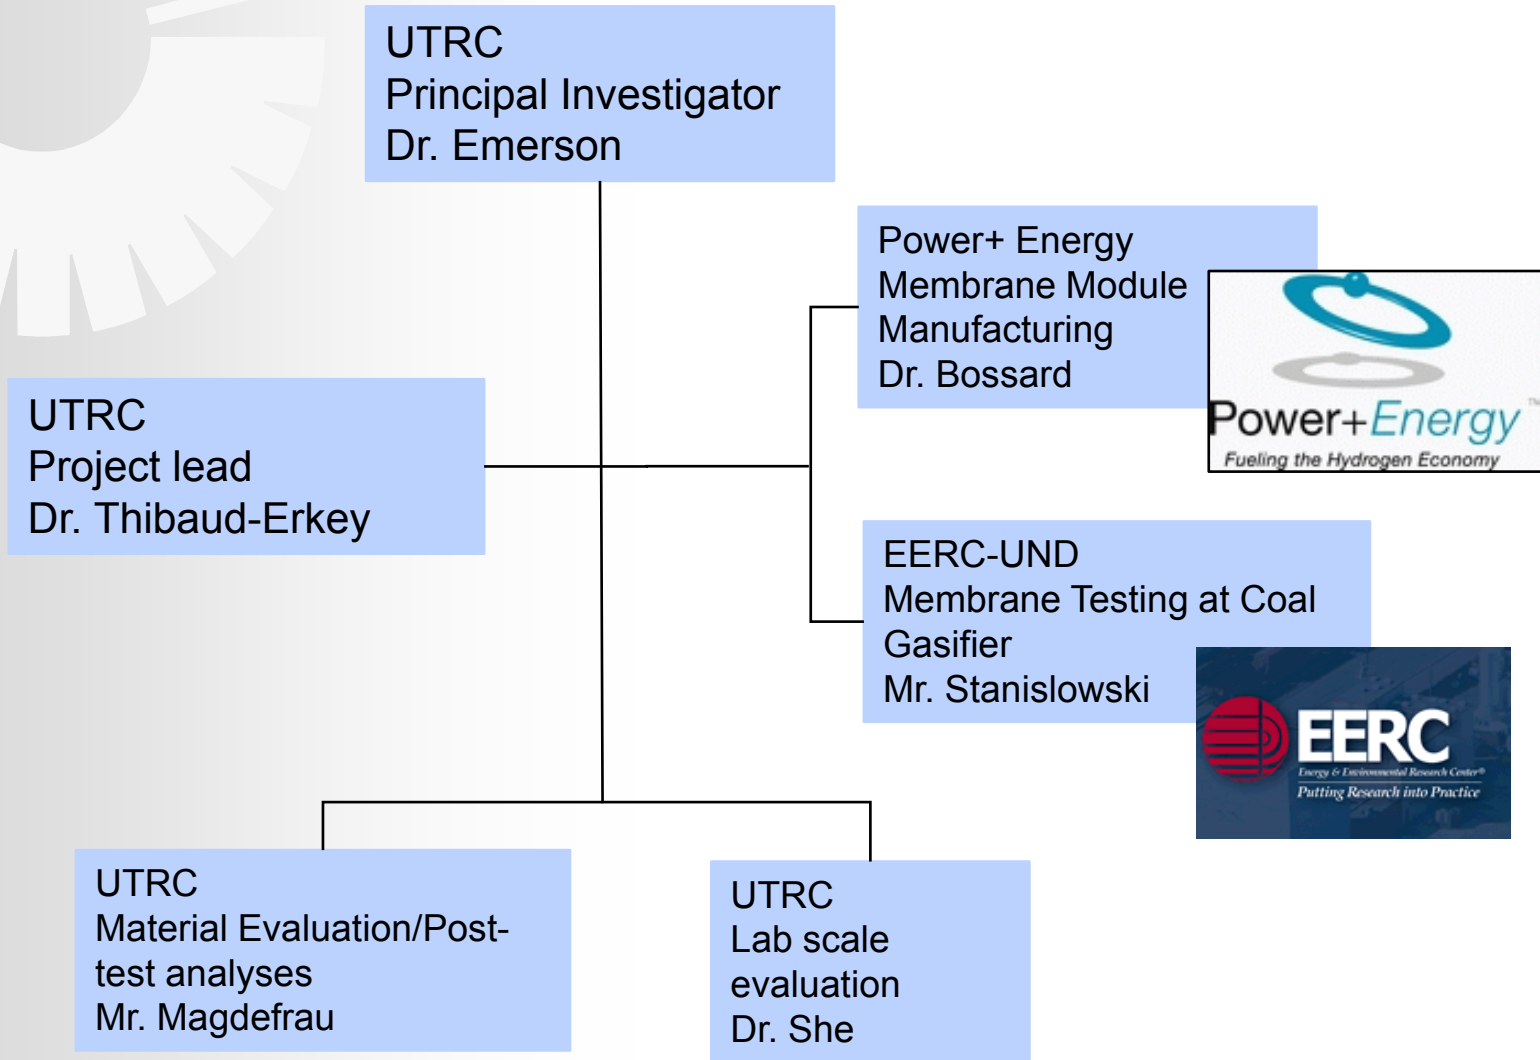 UTRC
Principal Investigator
Dr. Emerson
Power+ Energy
Membrane Module
Manufacturing
Dr. Bossard
Power+Energy™
Fueling the Hydrogen Economy
UTRC
Project lead
Dr. Thibaud-Erkey
EERC-UND
Membrane Testing at Coal
Gasifier
Mr. Stanislowski
EERC
Energy & Environmental Research Center®
Putting Research into Practice
UTRC
Material Evaluation/Post-
test analyses
Mr. Magdefrau
UTRC
Lab scale
evaluation
Dr. She